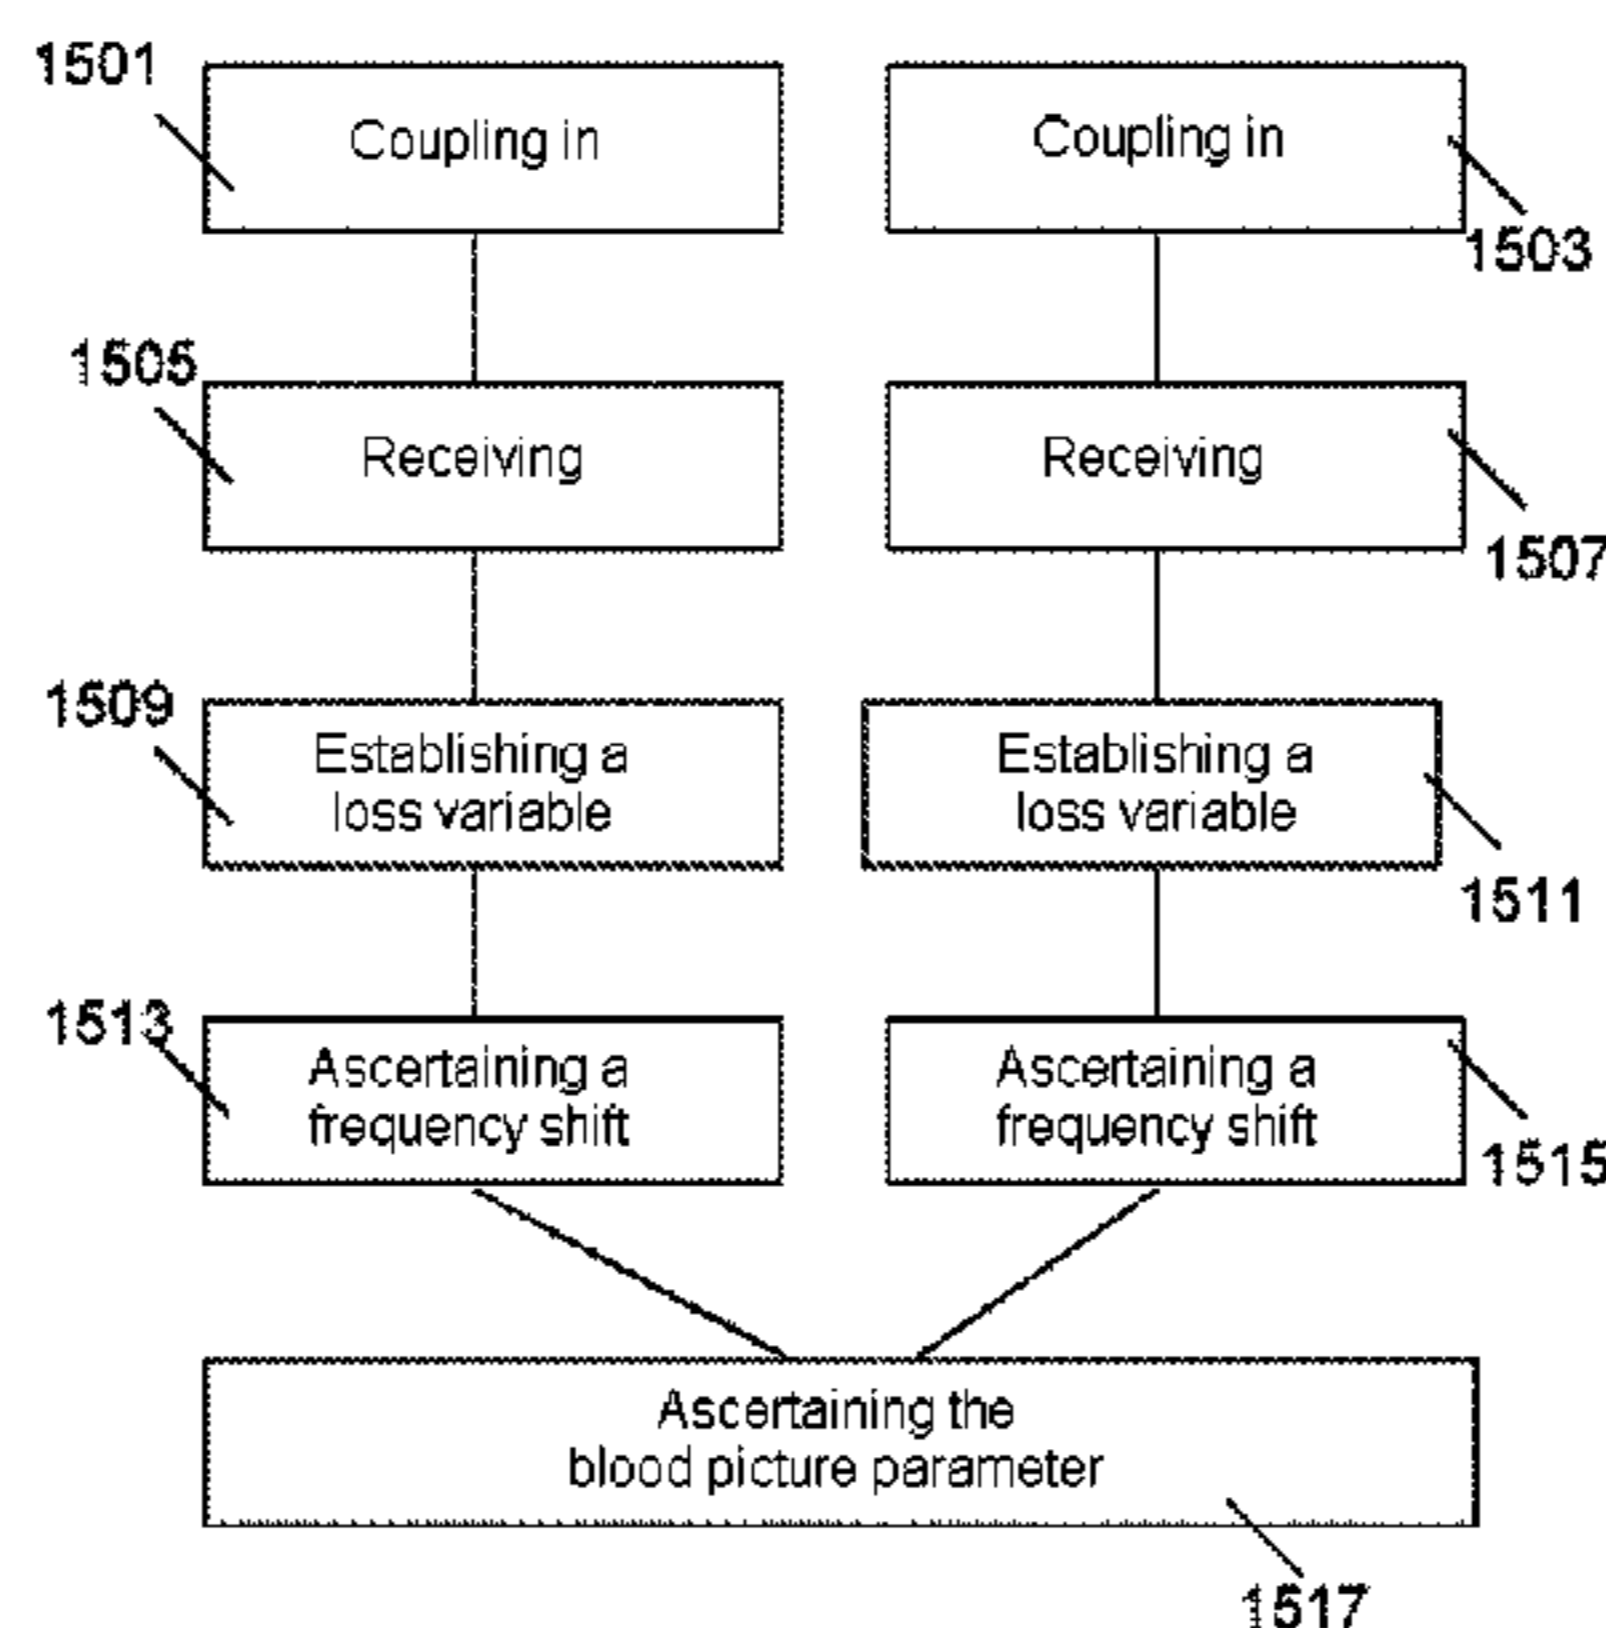 1501
Coupling in
Coupling in
1503
1505
Receiving
Receiving
1507
1509
Establishing a
loss variable
Establishing a
loss variable
1511
1513
Ascertaining a
frequency shift
Ascertaining a
frequency shift
1515
Ascertaining the
blood picture parameter
1517